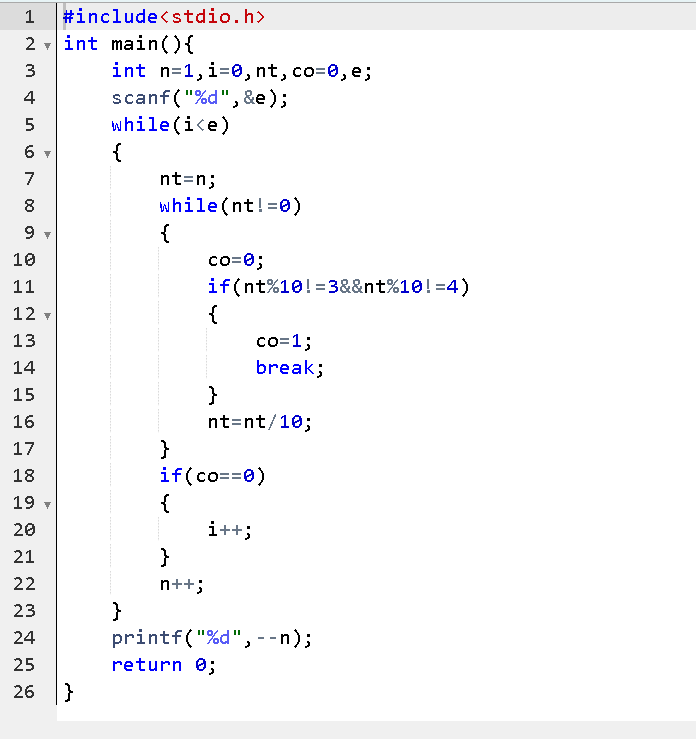 1 #include<stdio.h>
2 int main(){
3 int n=1,i=0,nt,co=0,e;
4 scanf("%d",&e);
5 while(i<e)
6 {
7 nt=n;
8 while(nt!=0)
9 {
10 co=0;
11 if(nt%10!=3&&nt%10!=4)
12 {
13 co=1;
14 break;
15 }
16 nt=nt/10;
17 }
18 if(co==0)
19 {
20 i++;
21 }
22 n++;
23 }
24 printf("%d",--n);
25 return 0;
26 }